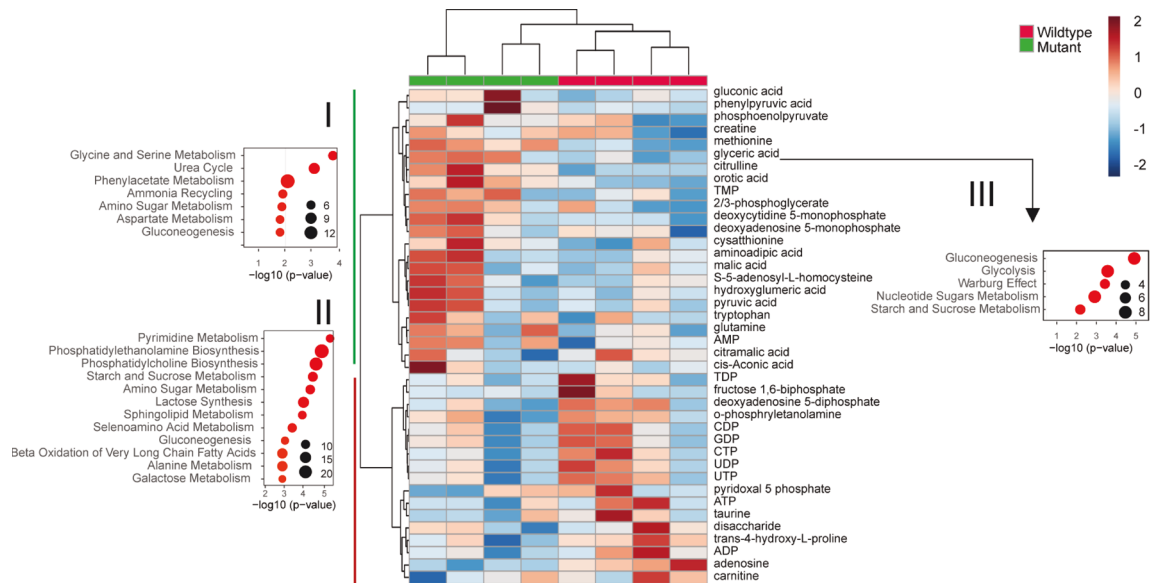 Wildtype
Mutant
2
1
0
-1
-2
I
Glycine and Serine Metabolism
Urea Cycle
Phenylacetate Metabolism
Ammonia Recycling
Amino Sugar Metabolism
Aspartate Metabolism
Gluconeogenesis
6
9
12
1 2 3 4
−log10 (p-value)
II
Pyrimidine Metabolism
Phosphatidylethanolamine Biosynthesis
Phosphatidylcholine Biosynthesis
Starch and Sucrose Metabolism
Amino Sugar Metabolism
Lactose Synthesis
Sphingolipid Metabolism
Selenoamino Acid Metabolism
Gluconeogenesis
Beta Oxidation of Very Long Chain Fatty Acids
Alanine Metabolism
Galactose Metabolism
10
15
20
2 3 4 5
−log10 (p-value)
gluconic acid
phenylpyruvic acid
phosphoenolpyruvate
creatine
methionine
glyceric acid
citrulline
orotic acid
TMP
2/3-phosphoglycerate
deoxycytidine 5-monophosphate
deoxyadenosine 5-monophosphate
cysatthionine
aminoadipic acid
malic acid
S-5-adenosyl-L-homocysteine
hydroxyglumeric acid
pyruvic acid
tryptophan
glutamine
AMP
citramalic acid
cis-Aconic acid
TDP
fructose 1,6-biphosphate
deoxyadenosine 5-diphosphate
o-phosphryletanolamine
CDP
GDP
CTP
UDP
UTP
pyridoxal 5 phosphate
ATP
taurine
disaccharide
trans-4-hydroxy-L-proline
ADP
adenosine
carnitine
III
Gluconeogenesis
Glycolysis
Warburg Effect
Nucleotide Sugars Metabolism
Starch and Sucrose Metabolism
4
6
8
1 2 3 4 5
−log10 (p-value)